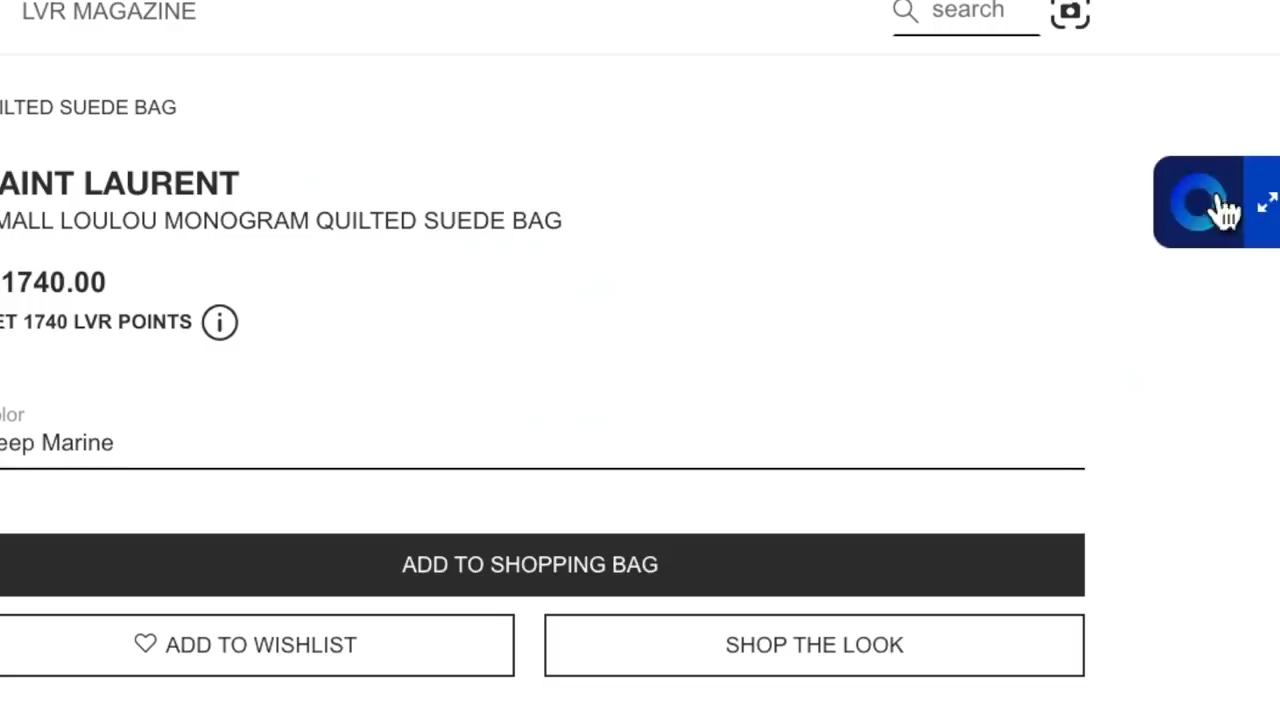 LVR MAGAZINE
search
ILTED SUEDE BAG
AINT LAURENT
MALL LOULOU MONOGRAM QUILTED SUEDE BAG
1740.00
ET 1740 LVR POINTS
olor
eep Marine
ADD TO SHOPPING BAG
ADD TO WISHLIST
SHOP THE LOOK